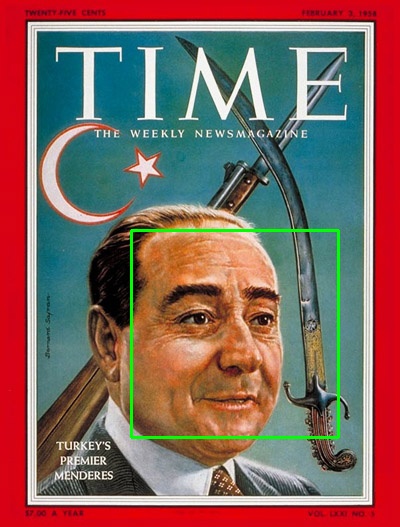 TWENTY-FIVE CENTS
FEBRUARY 3, 1958
TIME
THE WEEKLY NEWSMAGAZINE
TURKEY'S
PREMIER
MENDERES
$7.00 A YEAR
VOL. LXXI NO. 5